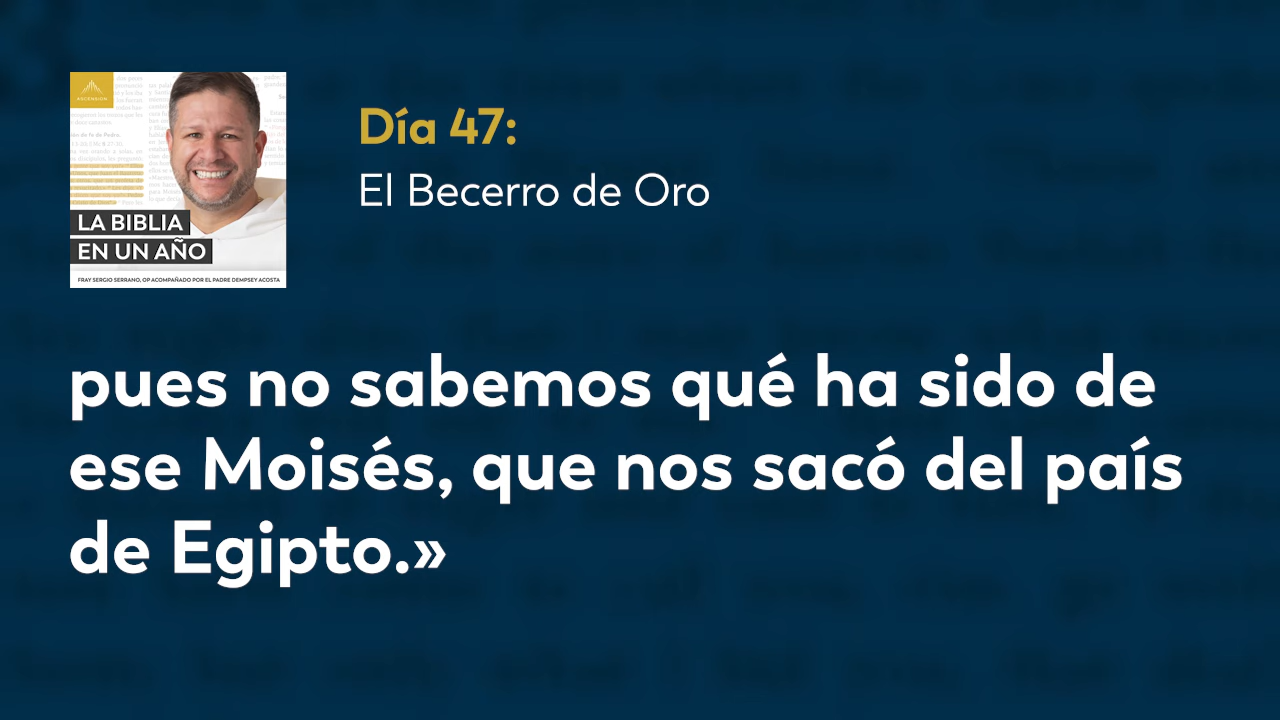 ASCENSION
LA BIBLIA
EN UN AÑO
FRAY SERGIO SERRANO, OP ACOMPAÑADO POR EL PADRE DEMPSEY ACOSTA
Día 47:
El Becerro de Oro
pues no sabemos qué ha sido de
ese Moisés, que nos sacó del país
de Egipto.»